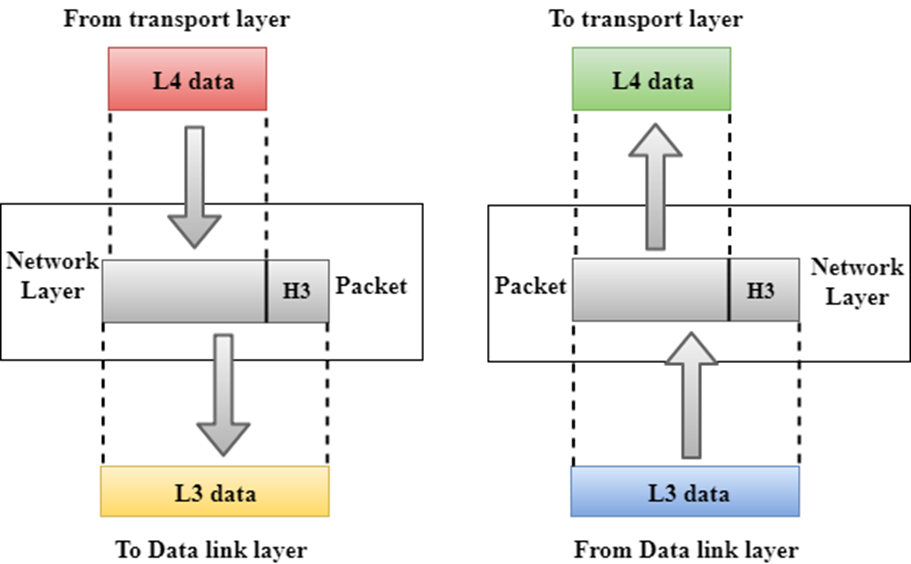 From transport layer
L4 data
Network
Layer
H3
Packet
L3 data
To Data link layer
To transport layer
L4 data
Packet
H3
Network
Layer
L3 data
From Data link layer